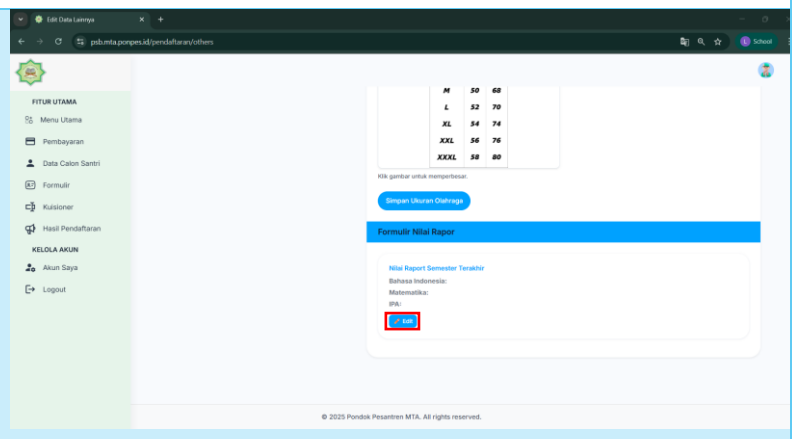 Edit Data Lainnya
psb.mta.ponpes.id/pendaftaran/others
School
FITUR UTAMA
Menu Utama
Pembayaran
Data Calon Santri
Formulir
Kuisioner
Hasil Pendaftaran
KELOLA AKUN
Akun Saya
Logout
M 50 68
L 52 70
XL 54 74
XXL 56 76
XXXL 58 80
Klik gambar untuk memperbesar.
Simpan Ukuran Olahraga
Formulir Nilai Rapor
Nilai Raport Semester Terakhir
Bahasa Indonesia:
Matematika:
IPA:
Edit
© 2025 Pondok Pesantren MTA. All rights reserved.